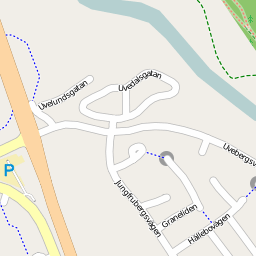 Uvelundsgatan
Uvedalsgatan
Uvebergsv
P
Jungfrubergsvägen
Graneliden
Hällebovägen